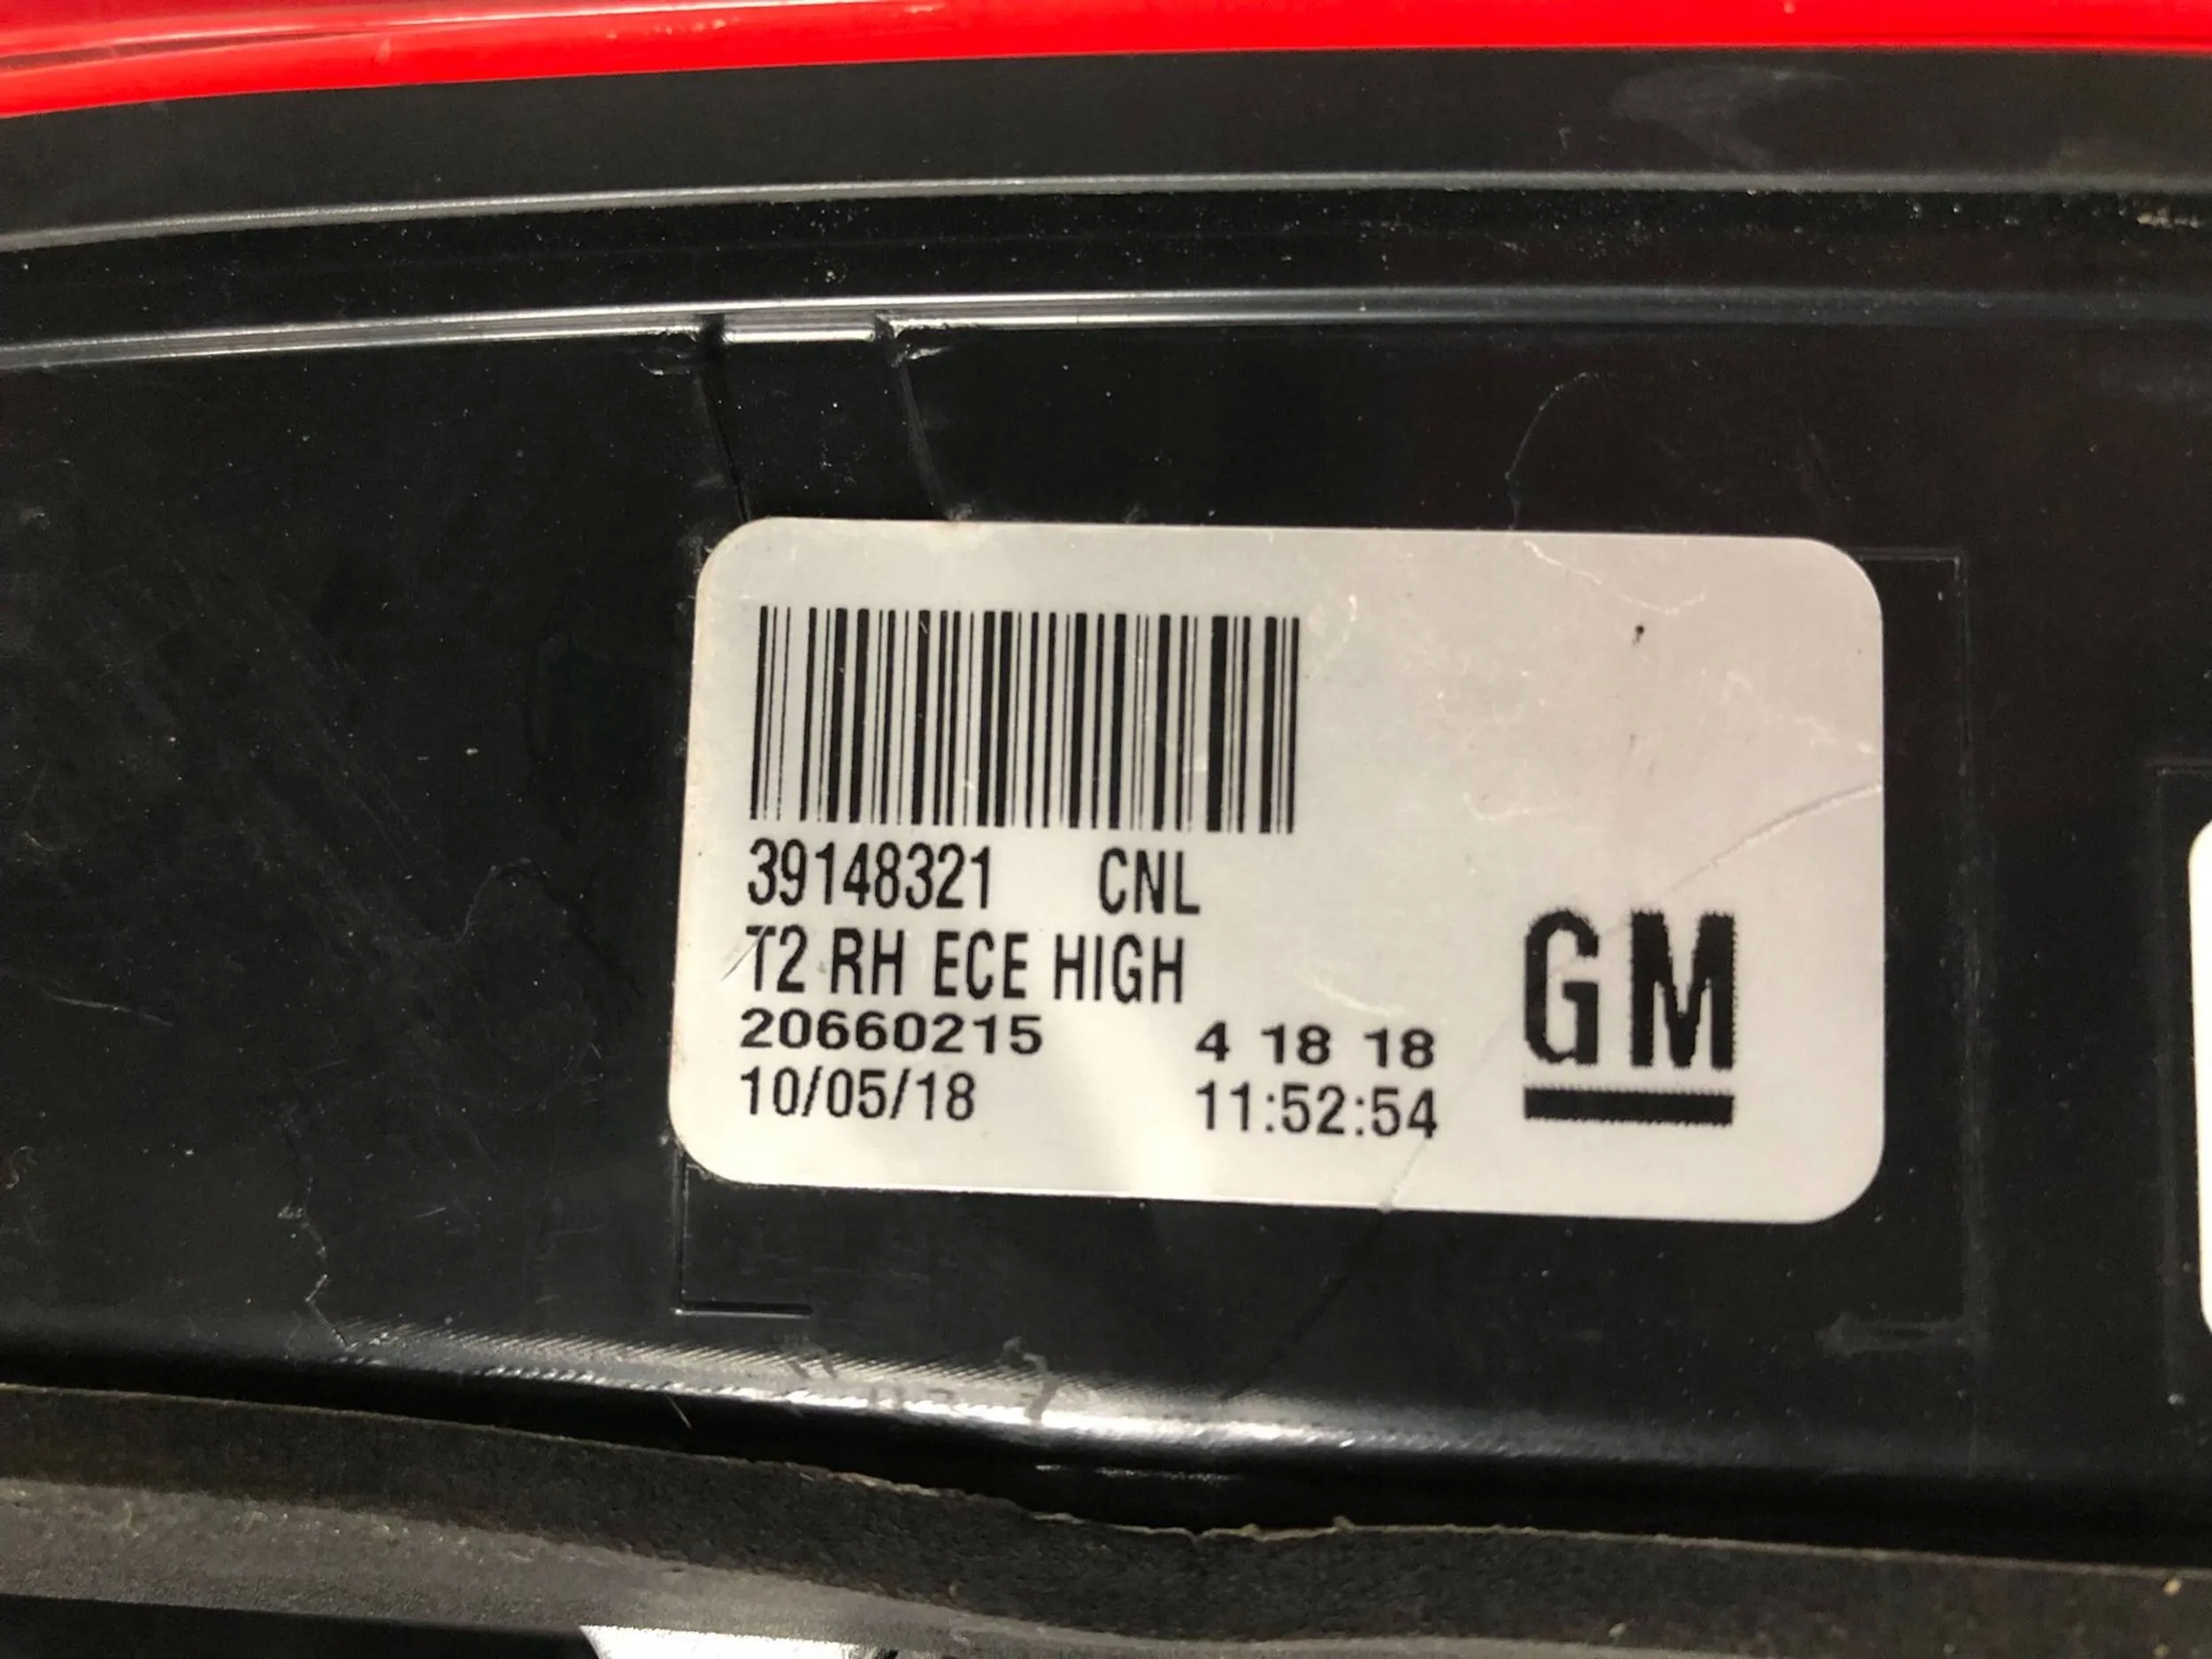 39148321 CNL
T2 RH ECE HIGH
20660215 4 18 18
10/05/18 11:52:54
GM